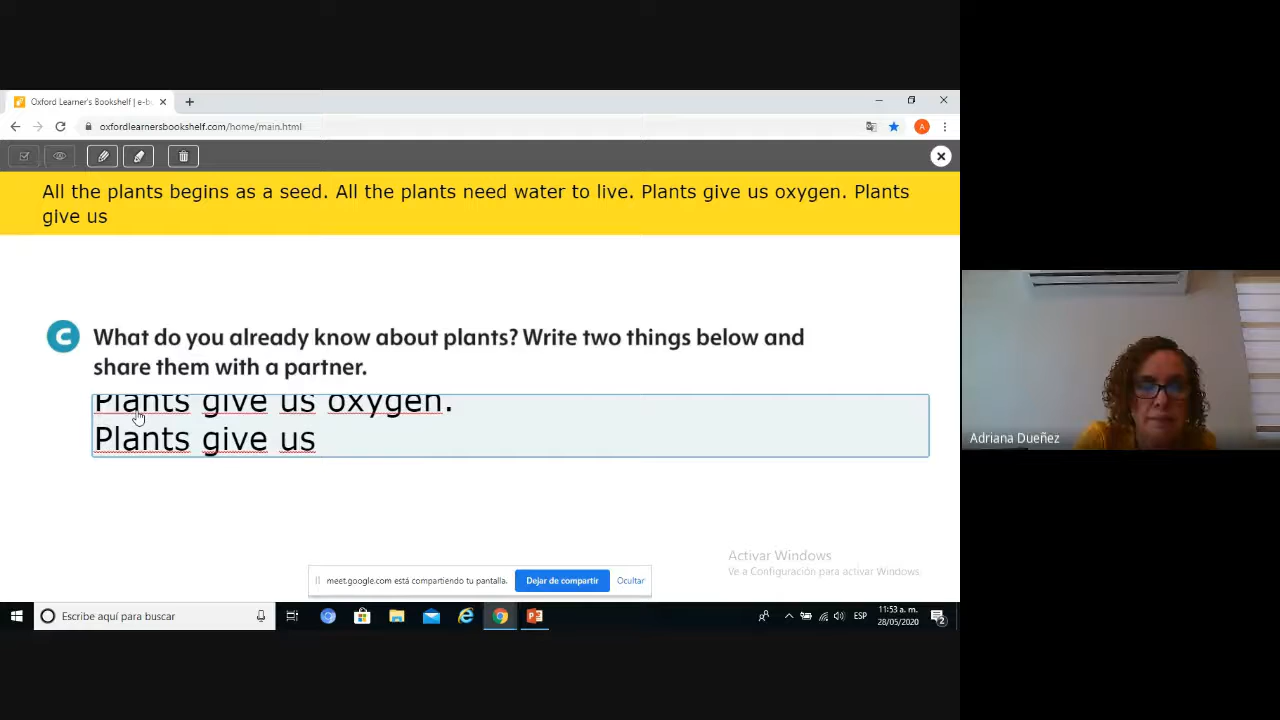 Oxford Learner's Bookshelf | e-b
oxfordlearnersbookshelf.com/home/main.html
A
All the plants begins as a seed. All the plants need water to live. Plants give us oxygen. Plants
give us
C What do you already know about plants? Write two things below and
share them with a partner.
Plants give us oxygen.
Plants give us
Adriana Dueñez
Activar Windows
Ve a Configuración para activar Windows.
meet.google.com está compartiendo tu pantalla.
Dejar de compartir
Ocultar
Escribe aquí para buscar
ESP
11:53 a. m.
28/05/2020
2